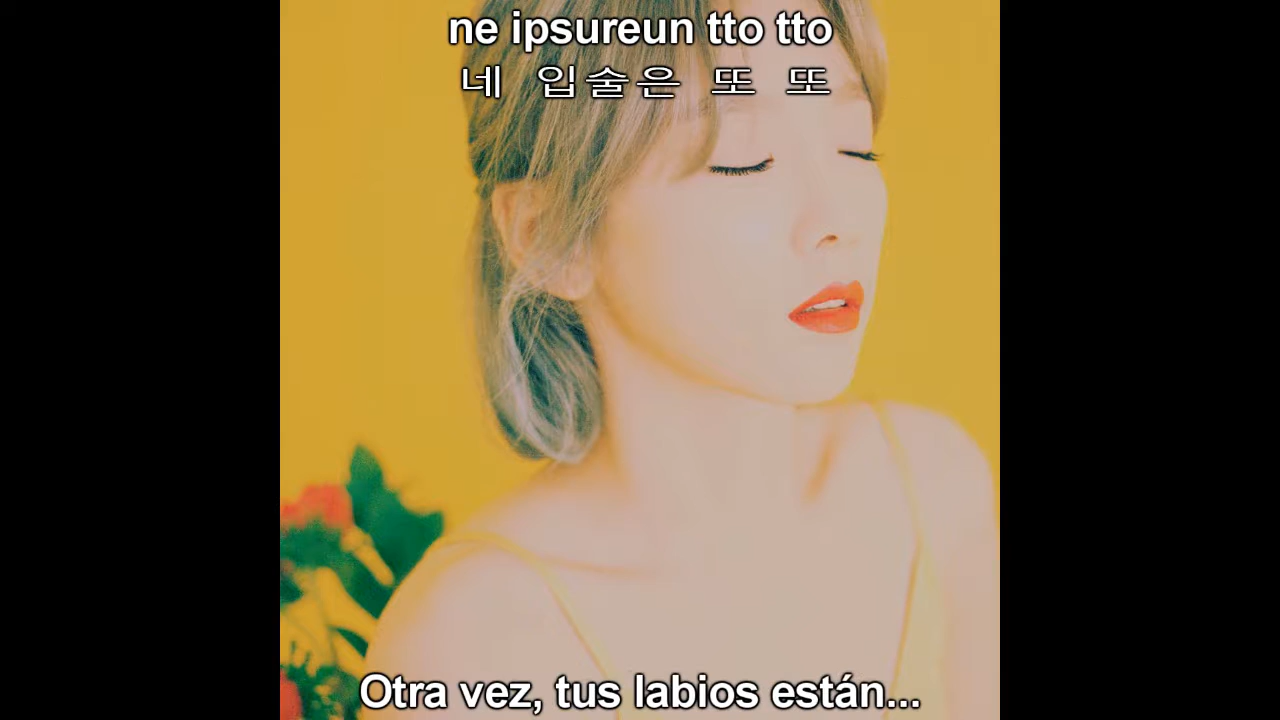 ne ipsureun tto tto
네 입술은 또 또
Otra vez, tus labios están...